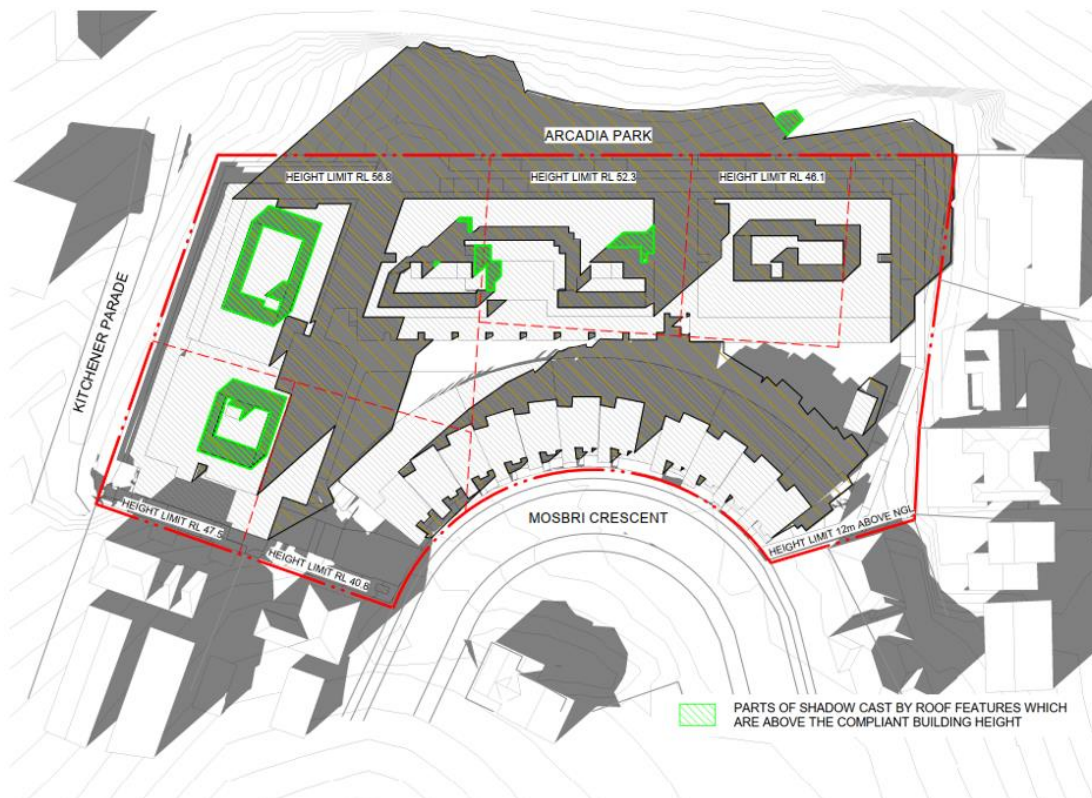 ARCADIA PARK
HEIGHT LIMIT RL 56.8
HEIGHT LIMIT RL 52.3
HEIGHT LIMIT RL 46.1
KITCHENER PARADE
HEIGHT LIMIT RL 47.5
HEIGHT LIMIT RL 40.8
MOSBRI CRESCENT
HEIGHT LIMIT 12m ABOVE NGL
PARTS OF SHADOW CAST BY ROOF FEATURES WHICH
ARE ABOVE THE COMPLIANT BUILDING HEIGHT